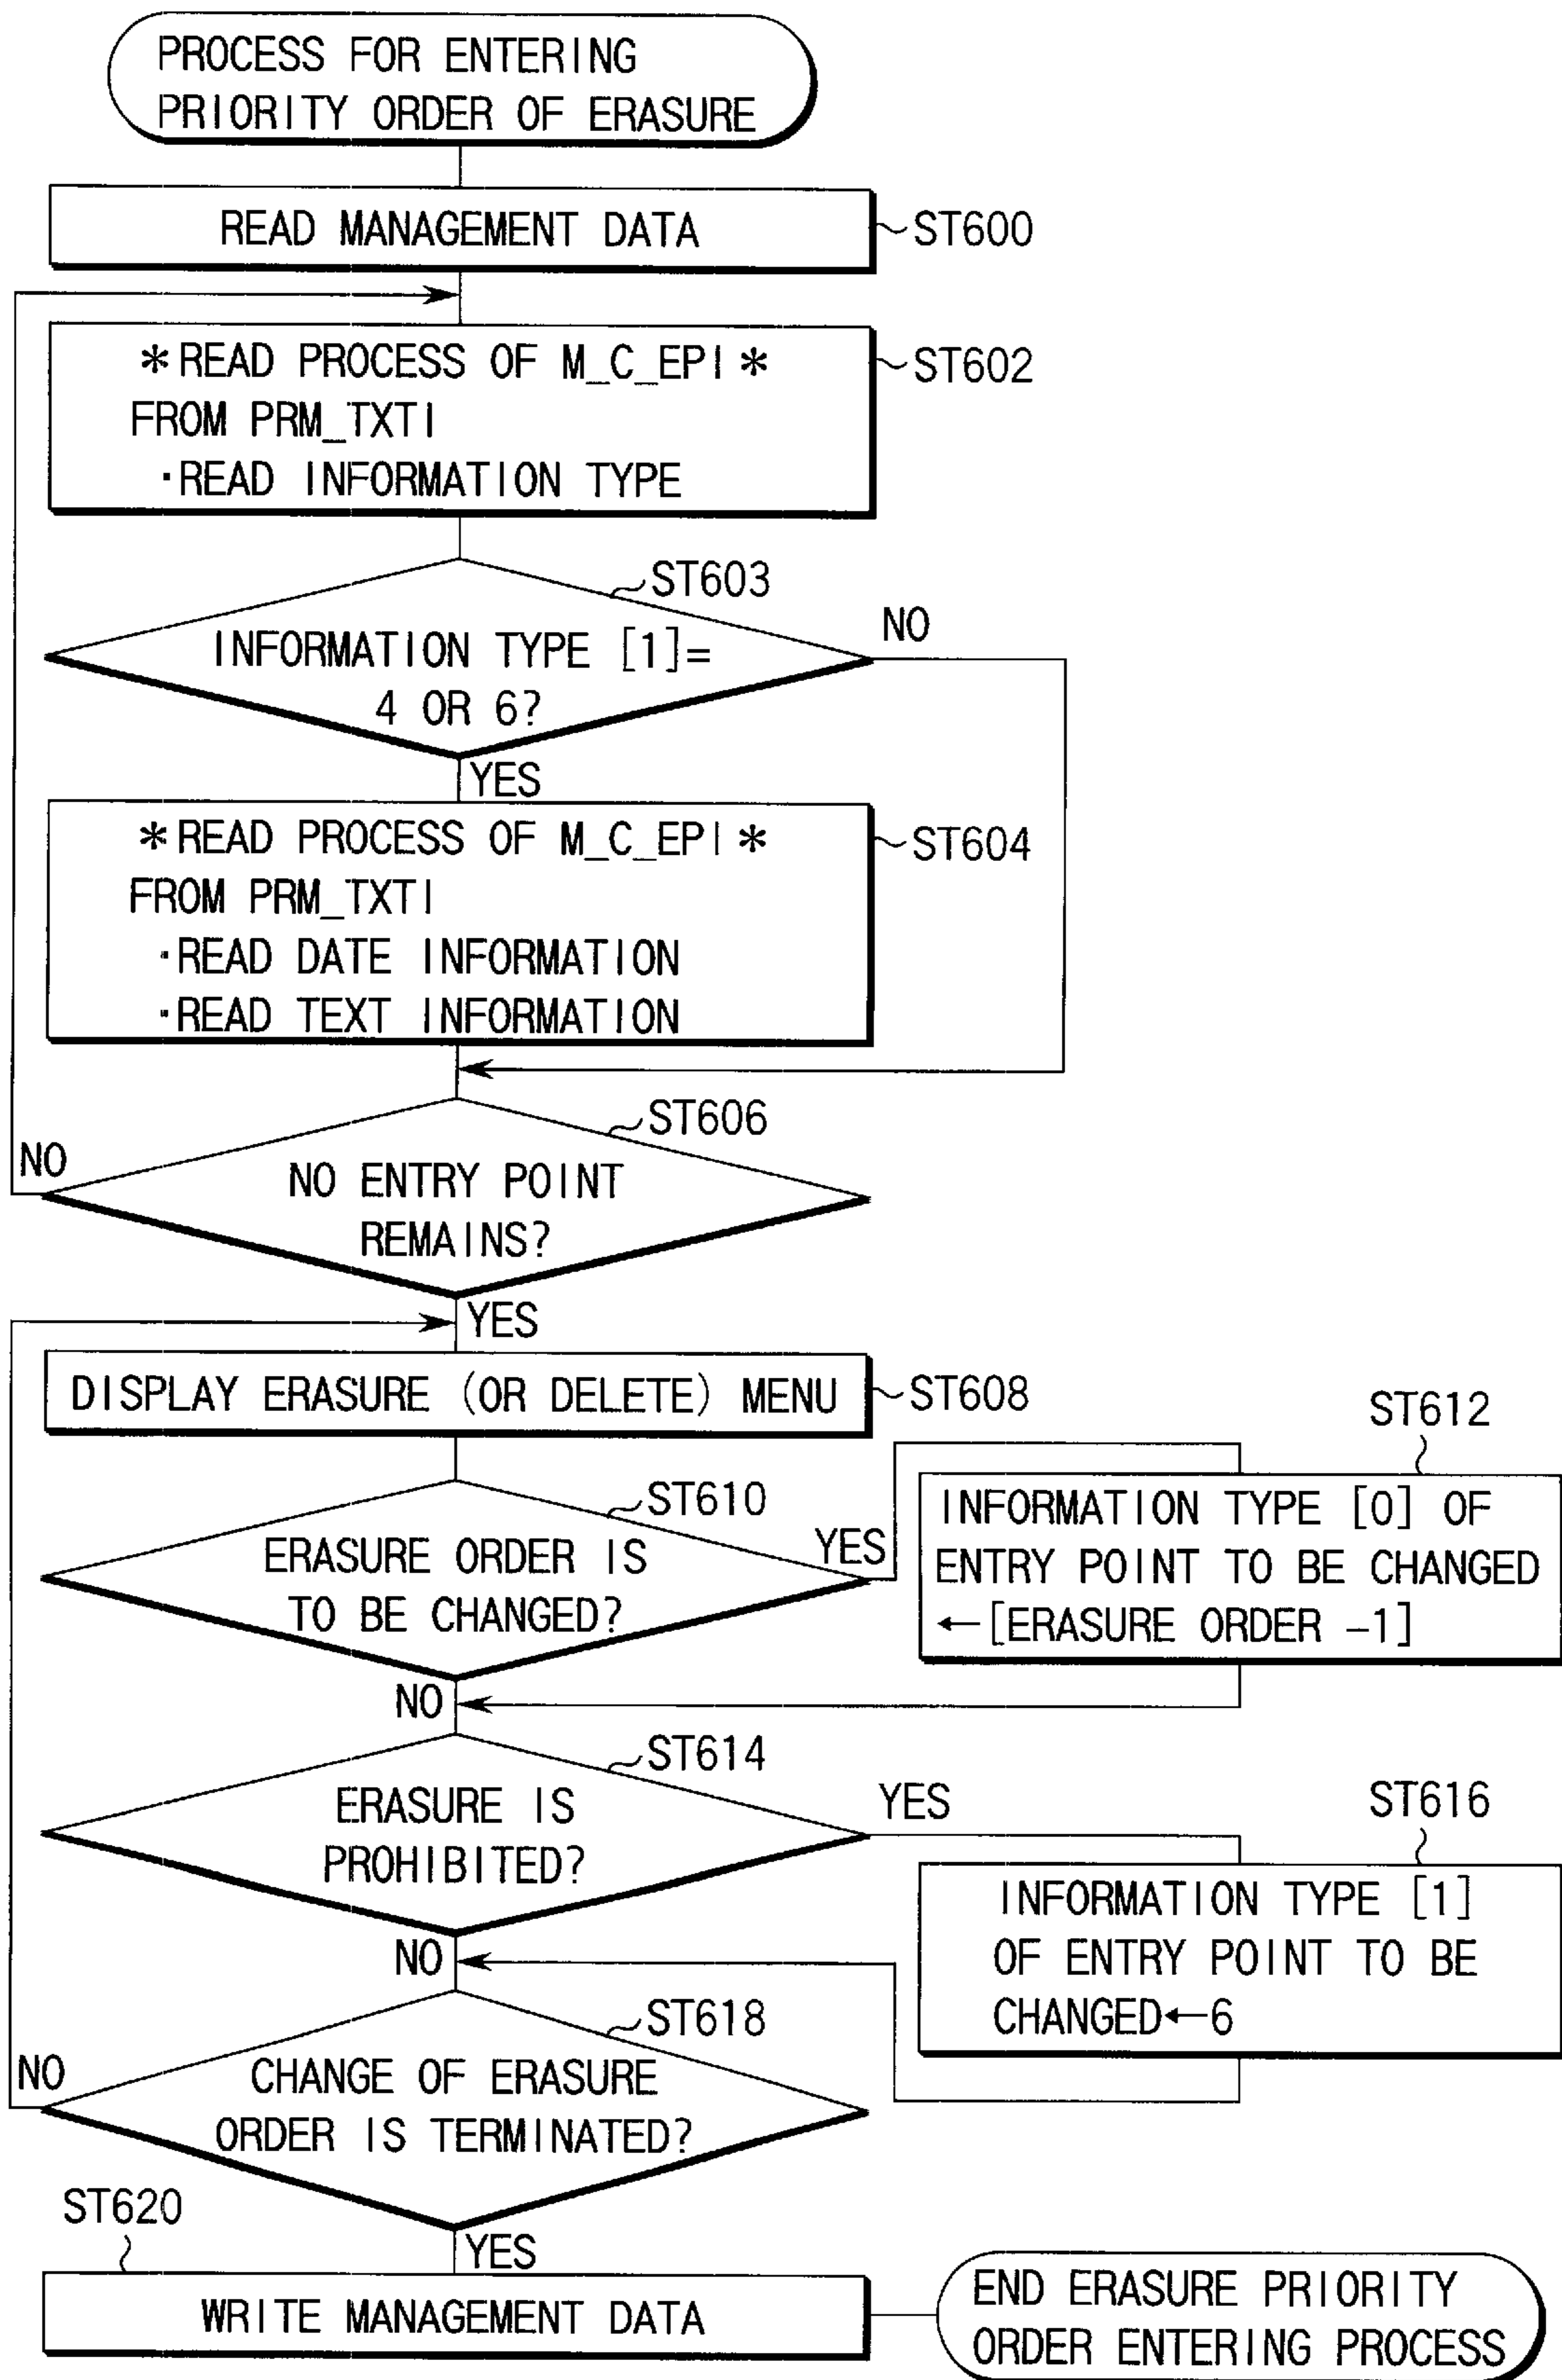 PROCESS FOR ENTERING
PRIORITY ORDER OF ERASURE
READ MANAGEMENT DATA
ST600
*READ PROCESS OF M_C_EPI*
FROM PRM_TXTI
·READ INFORMATION TYPE
ST602
ST603
INFORMATION TYPE [1]=
4 OR 6?
NO
YES
*READ PROCESS OF M_C_EPI*
FROM PRM_TXTI
·READ DATE INFORMATION
·READ TEXT INFORMATION
ST604
ST606
NO
NO ENTRY POINT
REMAINS?
YES
DISPLAY ERASURE (OR DELETE) MENU
ST608
ST610
ERASURE ORDER IS
TO BE CHANGED?
YES
ST612
INFORMATION TYPE [0] OF
ENTRY POINT TO BE CHANGED
←[ERASURE ORDER -1]
NO
ST614
ERASURE IS
PROHIBITED?
YES
ST616
INFORMATION TYPE [1]
OF ENTRY POINT TO BE
CHANGED←6
NO
ST618
NO
CHANGE OF ERASURE
ORDER IS TERMINATED?
YES
ST620
WRITE MANAGEMENT DATA
END ERASURE PRIORITY
ORDER ENTERING PROCESS